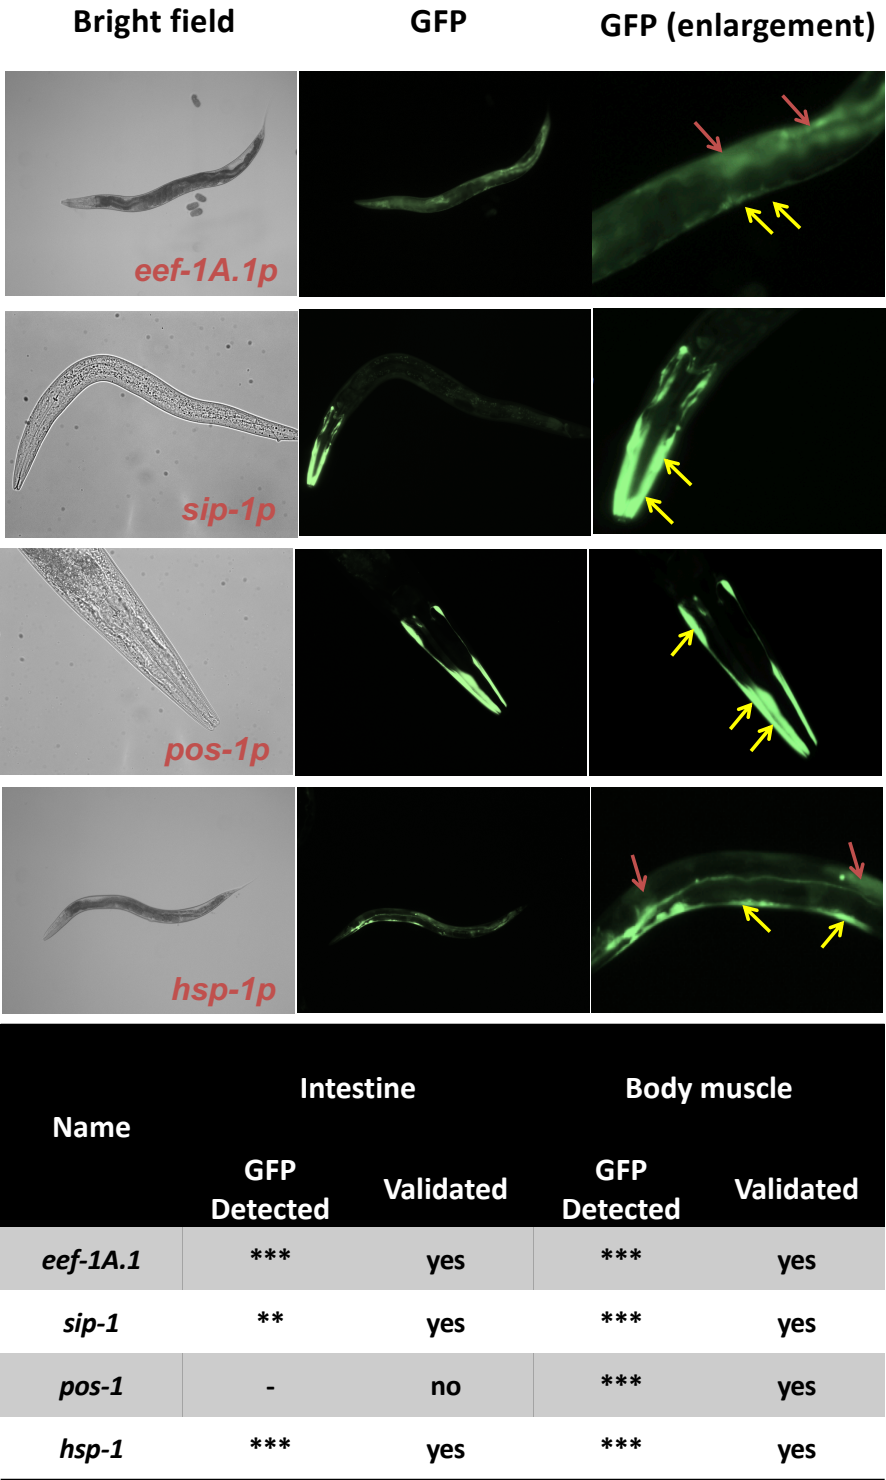 Bright field GFP GFP (enlargement)
eef-1A.1p
sip-1p
pos-1p
hsp-1p
Intestine Body muscle
Name
GFP Detected Validated GFP Detected Validated
eef-1A.1 *** yes *** yes
sip-1 ** yes *** yes
pos-1 - no *** yes
hsp-1 *** yes *** yes